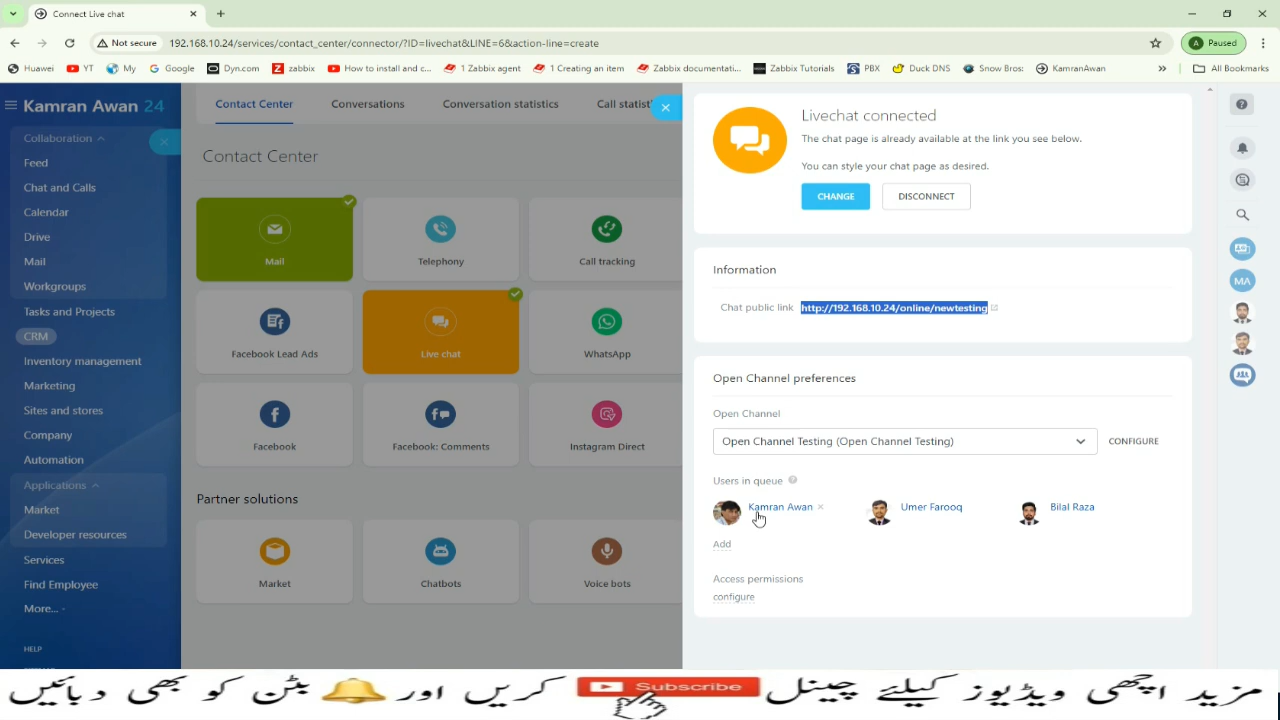 Connect Live chat
Not secure 192.168.10.24/services/contact_center/connector/?ID=livechat&LINE=6&action-line=create
A Paused
Huawei YT My Google Dyn.com zabbix How to install and c... 1 Zabbix agent 1 Creating an item Zabbix documentati... Zabbix Tutorials PBX Duck DNS Snow Bros: KamranAwan » All Bookmarks
Kamran Awan 24
Collaboration
Feed
Chat and Calls
Calendar
Drive
Mail
Workgroups
Tasks and Projects
CRM
Inventory management
Marketing
Sites and stores
Company
Automation
Applications
Market
Developer resources
Services
Find Employee
More...
HELP
Contact Center Conversations Conversation statistics Call statist
Contact Center
Mail Telephony Call tracking
Facebook Lead Ads Live chat WhatsApp
Facebook Facebook: Comments Instagram Direct
Partner solutions
Market Chatbots Voice bots
Livechat connected
The chat page is already available at the link you see below.
You can style your chat page as desired.
CHANGE DISCONNECT
Information
Chat public link http://192.168.10.24/online/newtesting
Open Channel preferences
Open Channel
Open Channel Testing (Open Channel Testing) CONFIGURE
Users in queue ?
Kamran Awan Umer Farooq Bilal Raza
Add
Access permissions
configure
MA
مزید اچھی ویڈیوز کیلئے چینل Subscribe کریں اور بٹن کو بھی دبائیں